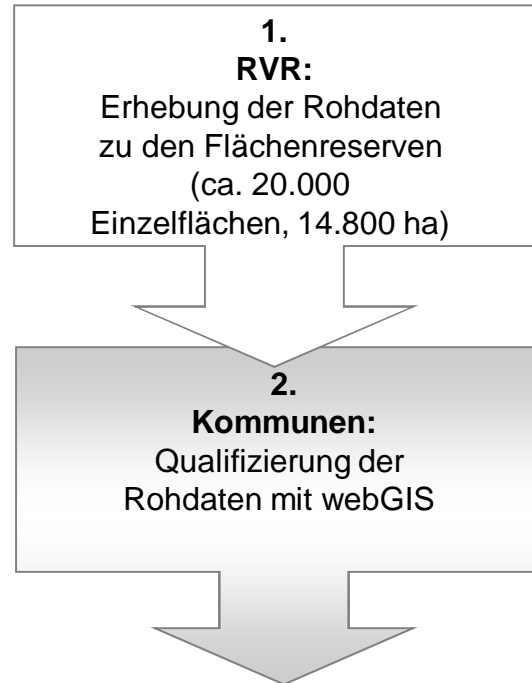 1.
RVR:
Erhebung der Rohdaten
zu den Flächenreserven
(ca. 20.000
Einzelflächen, 14.800 ha)
2.
Kommunen:
Qualifizierung der
Rohdaten mit webGIS